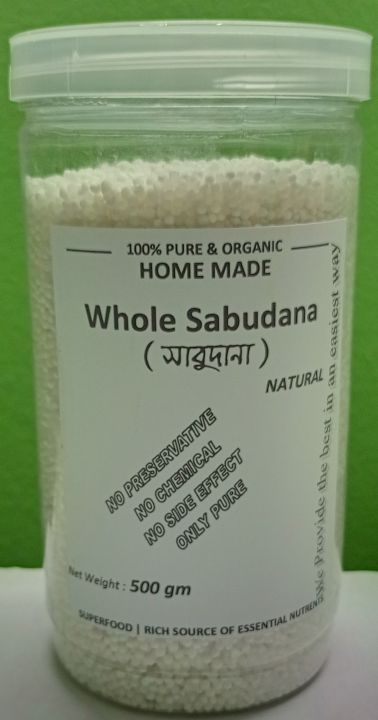 100% PURE & ORGANIC
HOME MADE
Whole Sabudana
( সাবুদানা )
NATURAL
NO PRESERVATIVE
NO CHEMICAL
NO SIDE EFFECT
ONLY PURE
We Provide the best in an easiest way
Net Weight : 500 gm
SUPERFOOD | RICH SOURCE OF ESSENTIAL